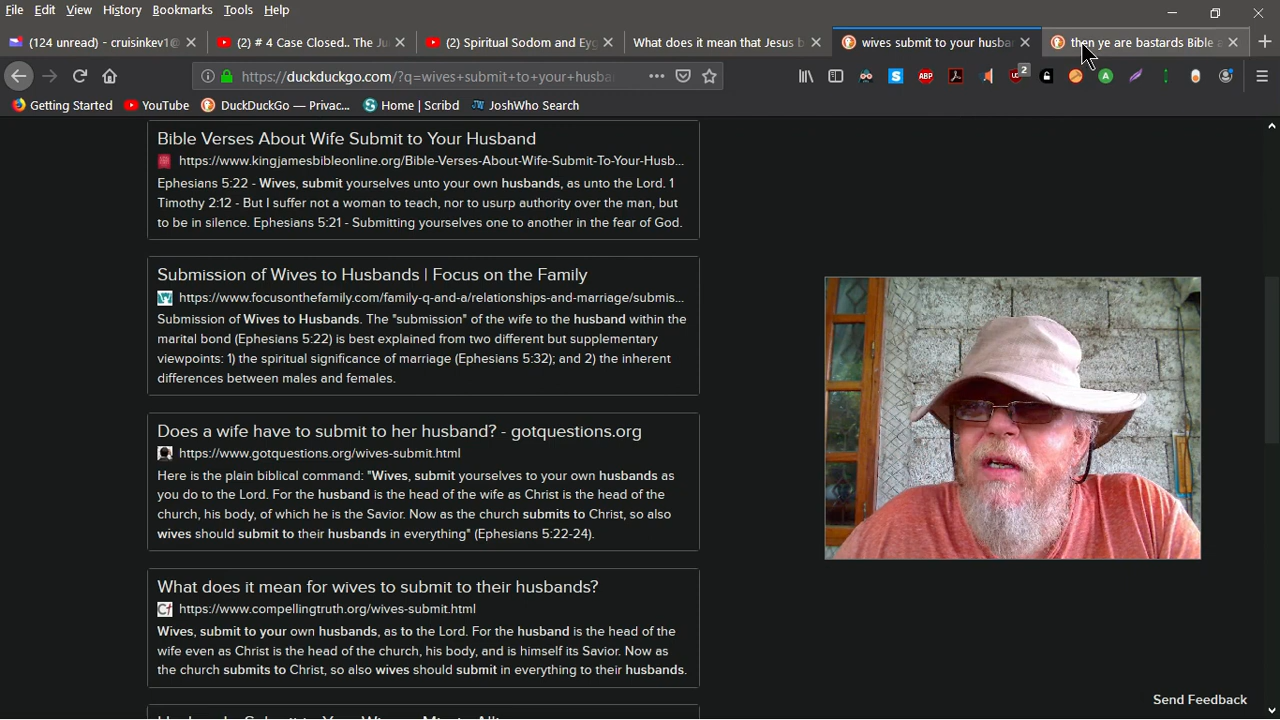 File Edit View History Bookmarks Tools Help
(124 unread) - cruisinkev1
(2) # 4 Case Closed.. The Ju
(2) Spiritual Sodom and Eg
What does it mean that Jesus b
wives submit to your husba
then ye are bastards Bible
https://www.duckduckgo.com/?q=wives+submit+to+your+husba
ABP
2
Getting Started YouTube DuckDuckGo — Privac... Home | Scribd JoshWho Search
Bible Verses About Wife Submit to Your Husband
https://www.kingjamesbibleonline.org/Bible-Verses-About-Wife-Submit-To-Your-Husb...
Ephesians 5:22 - Wives, submit yourselves unto your own husbands, as unto the Lord. 1
Timothy 2:12 - But I suffer not a woman to teach, nor to usurp authority over the man, but
to be in silence. Ephesians 5:21 - Submitting yourselves one to another in the fear of God.
Submission of Wives to Husbands | Focus on the Family
https://www.focusonthefamily.com/family-q-and-a/relationships-and-marriage/submis...
Submission of Wives to Husbands. The "submission" of the wife to the husband within the
marital bond (Ephesians 5:22) is best explained from two different but supplementary
viewpoints: 1) the spiritual significance of marriage (Ephesians 5:32); and 2) the inherent
differences between males and females.
Does a wife have to submit to her husband? - gotquestions.org
https://www.gotquestions.org/wives-submit.html
Here is the plain biblical command: "Wives, submit yourselves to your own husbands as
you do to the Lord. For the husband is the head of the wife as Christ is the head of the
church, his body, of which he is the Savior. Now as the church submits to Christ, so also
wives should submit to their husbands in everything" (Ephesians 5:22-24).
What does it mean for wives to submit to their husbands?
https://www.compellingtruth.org/wives-submit.html
Wives, submit to your own husbands, as to the Lord. For the husband is the head of the
wife even as Christ is the head of the church, his body, and is himself its Savior. Now as
the church submits to Christ, so also wives should submit in everything to their husbands.
Send Feedback